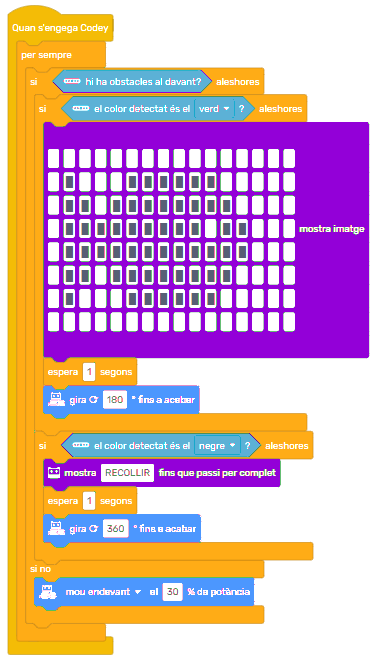 Quan s'engega Codey
per sempre
si hi ha obstacles al davant? aleshores
si el color detectat és el verd ? aleshores
mostra imatge
espera 1 segons
gira 180 ° fins a acabar
si el color detectat és el negre ? aleshores
mostra RECOLLIR fins que passi per complet
espera 1 segons
gira 360 ° fins a acabar
si no
mou endavant al 30 % de potència